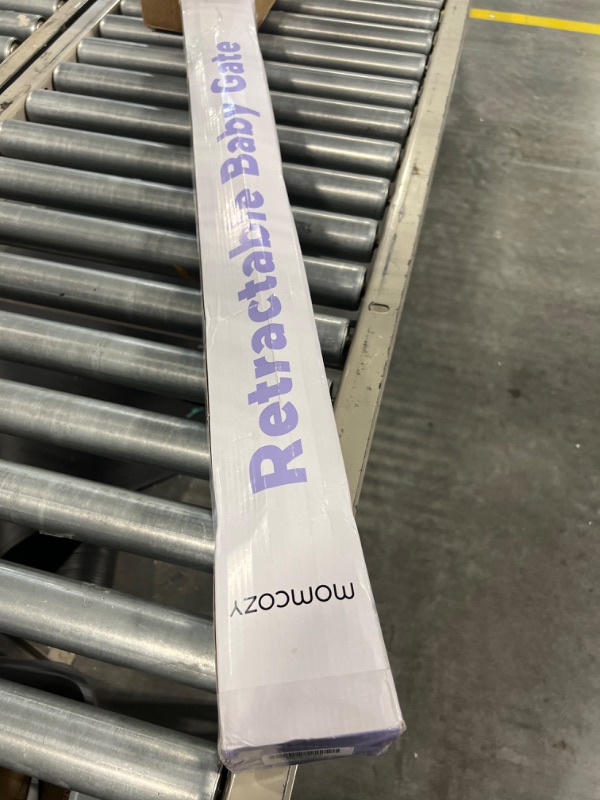 Retractable Baby Gate
momcozy